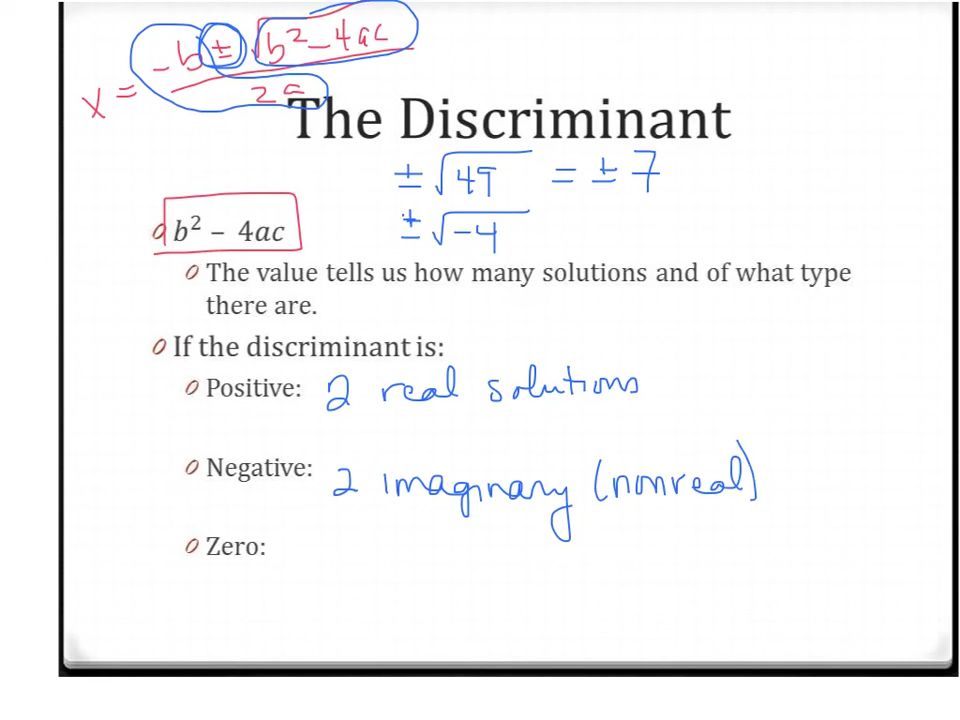 x = -b ± √b² - 4ac
2a
The Discriminant
± √49 = ± 7
b² – 4ac
± √-4
The value tells us how many solutions and of what type
there are.
If the discriminant is:
Positive: 2 real solutions
Negative: 2 imaginary (nonreal)
Zero: